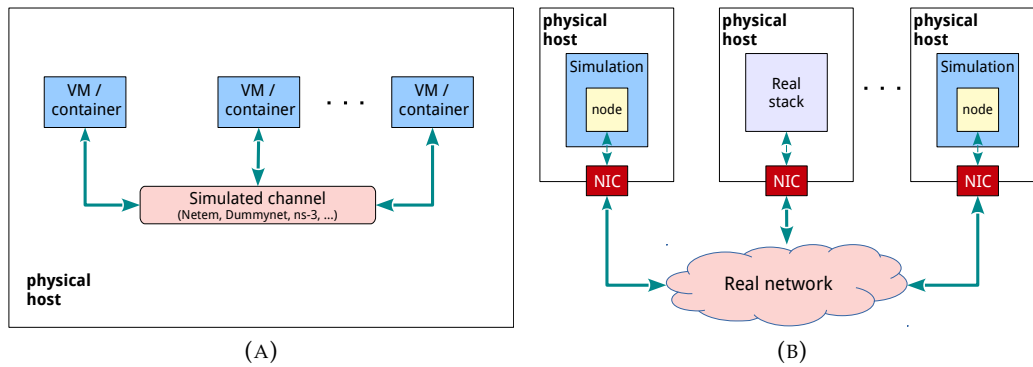 VM /
container
VM /
container
. . .
VM /
container
Simulated channel
(Netem, Dummynet, ns-3, ...)
physical
host
(A)
physical
host
Simulation
node
NIC
physical
host
Real
stack
NIC
. . .
physical
host
Simulation
node
NIC
Real network
(B)